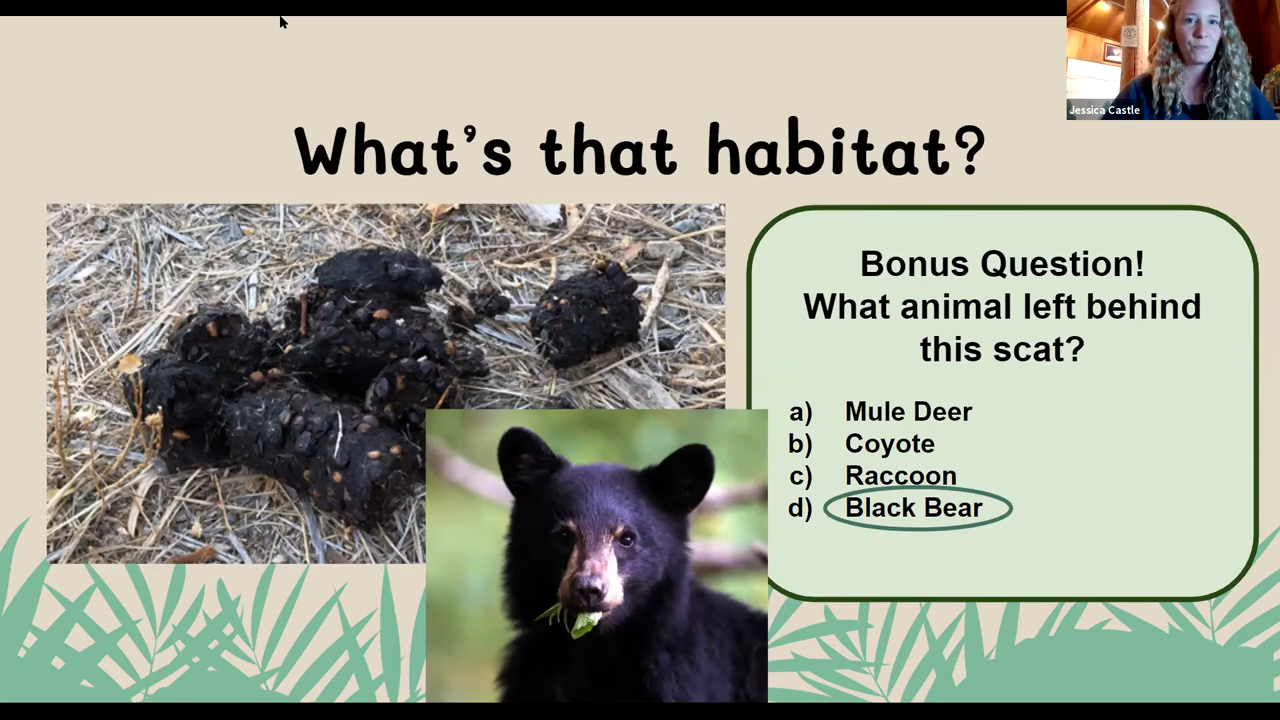 Jessica Castle
What's that habitat?
Bonus Question!
What animal left behind
this scat?
a) Mule Deer
b) Coyote
c) Raccoon
d) Black Bear